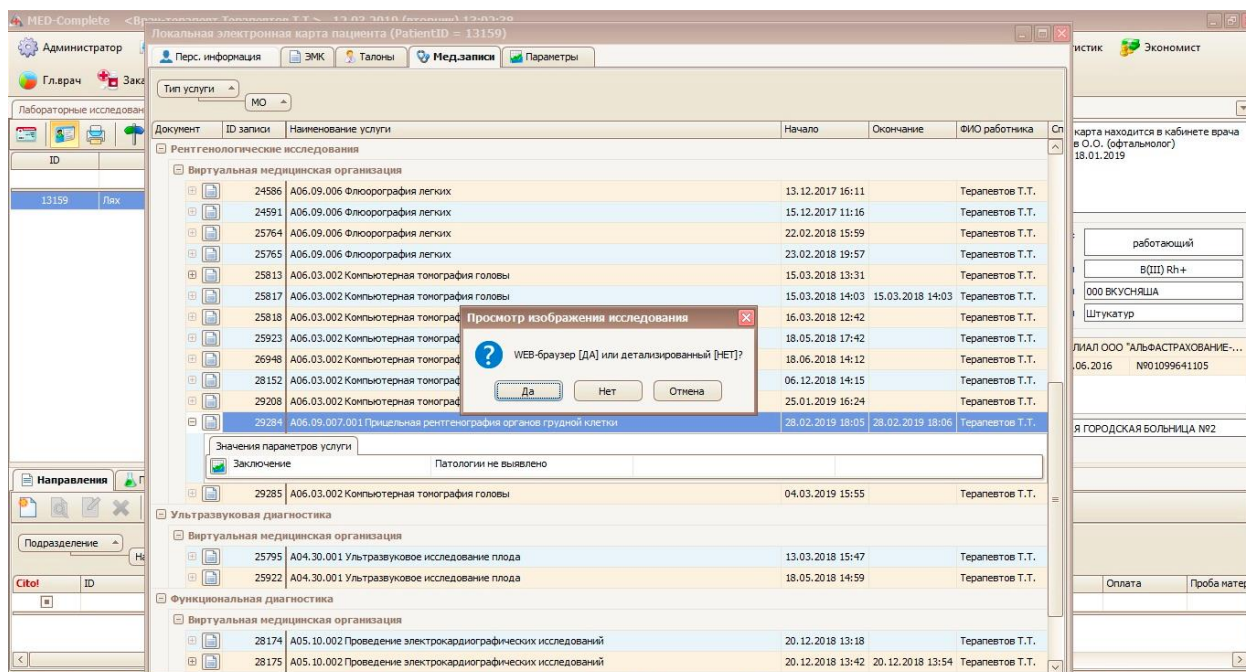 MED-Complete <Врач-терапевт Терапевтов Т.Т.> 12.03.2019 (вторник) 13:02:28
Локальная электронная карта пациента (PatientID = 13159)
Администратор
истик
Экономист
Гл.врач
Зака
Перс. информация
ЭМК
Талоны
Мед.записи
Параметры
Лабораторные исследован
Тип услуги
МО
Документ
ID записи
Наименование услуги
Начало
Окончание
ФИО работника
Сп
карта находится в кабинете врача
в О.О. (офтальмолог)
18.01.2019
ID
13159 Лях
Рентгенологические исследования
Виртуальная медицинская организация
24586 A06.09.006 Флюорография легких 13.12.2017 16:11 Терапевтов Т.Т.
24591 A06.09.006 Флюорография легких 15.12.2017 11:16 Терапевтов Т.Т.
25764 A06.09.006 Флюорография легких 22.02.2018 15:59 Терапевтов Т.Т.
25765 A06.09.006 Флюорография легких 23.02.2018 19:57 Терапевтов Т.Т.
25813 A06.03.002 Компьютерная томография головы 15.03.2018 13:31 Терапевтов Т.Т.
25817 A06.03.002 Компьютерная томография головы 15.03.2018 14:03 15.03.2018 14:03 Терапевтов Т.Т.
25818 A06.03.002 Компьютерная томограф 16.03.2018 12:42 Терапевтов Т.Т.
25923 A06.03.002 Компьютерная томограф 18.05.2018 17:42 Терапевтов Т.Т.
26948 A06.03.002 Компьютерная томограф 18.06.2018 14:12 Терапевтов Т.Т.
28152 A06.03.002 Компьютерная томограф 06.12.2018 14:15 Терапевтов Т.Т.
29208 A06.03.002 Компьютерная томограф 25.01.2019 16:24 Терапевтов Т.Т.
29284 A06.09.007.001 Прицельная рентгенография органов грудной клетки 28.02.2019 18:05 28.02.2019 18:06 Терапевтов Т.Т.
Значения параметров услуги
Заключение Патологии не выявлено
29285 A06.03.002 Компьютерная томография головы 04.03.2019 15:55 Терапевтов Т.Т.
Ультразвуковая диагностика
Виртуальная медицинская организация
25795 A04.30.001 Ультразвуковое исследование плода 13.03.2018 15:47 Терапевтов Т.Т.
25922 A04.30.001 Ультразвуковое исследование плода 18.05.2018 14:59 Терапевтов Т.Т.
Функциональная диагностика
Виртуальная медицинская организация
28174 A05.10.002 Проведение электрокардиографических исследований 20.12.2018 13:18 Терапевтов Т.Т.
28175 A05.10.002 Проведение электрокардиографических исследований 20.12.2018 13:42 20.12.2018 13:54 Терапевтов Т.Т.
Просмотр изображения исследования
WEB-браузер [ДА] или детализированный [НЕТ]?
Да
Нет
Отмена
работающий
B(III) Rh+
ООО ВКУСНЯША
Штукатур
ЛИАЛ ООО "АЛЬФАСТРАХОВАНИЕ-...
.06.2016 №01099641105
Я ГОРОДСКАЯ БОЛЬНИЦА №2
Направления
П
Подразделение
На
Cito!
ID
Оплата
Проба матер